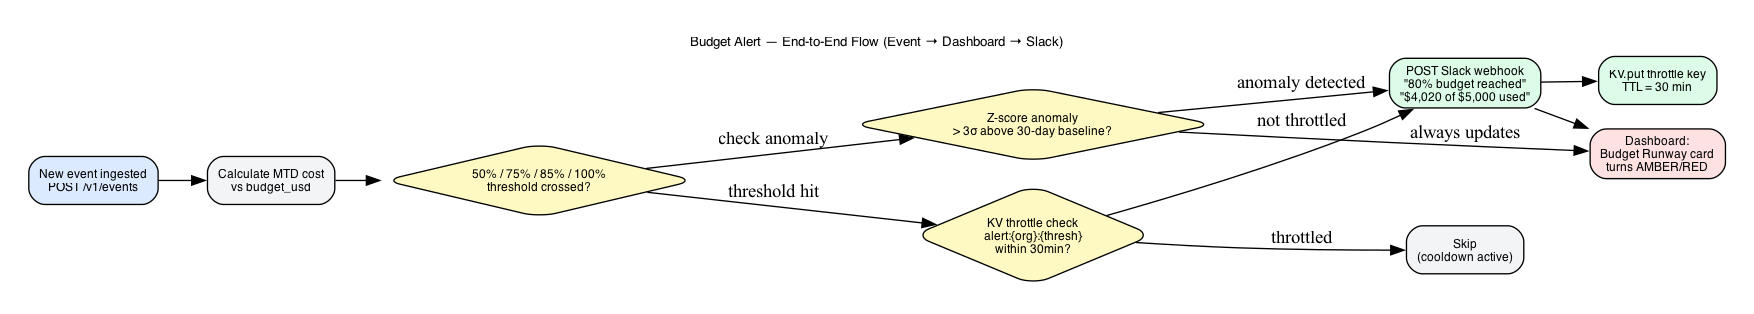 Budget Alert — End-to-End Flow (Event → Dashboard → Slack)
New event ingested
POST /v1/events
Calculate MTD cost
vs budget_usd
50% / 75% / 85% / 100%
threshold crossed?
check anomaly
threshold hit
Z-score anomaly
> 3σ above 30-day baseline?
KV throttle check
alert:{org}:{thresh}
within 30min?
anomaly detected
not throttled
always updates
throttled
POST Slack webhook
"80% budget reached"
"$4,020 of $5,000 used"
KV.put throttle key
TTL = 30 min
Dashboard:
Budget Runway card
turns AMBER/RED
Skip
(cooldown active)